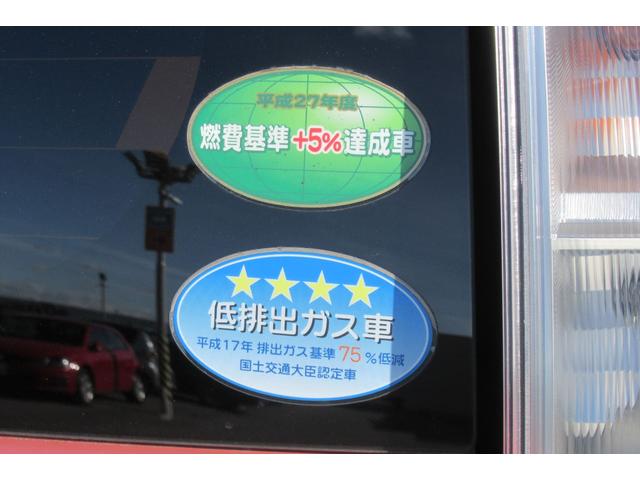 平成27年度
燃費基準+5%達成車
低排出ガス車
平成17年 排出ガス基準 75 %低減
国土交通大臣認定車